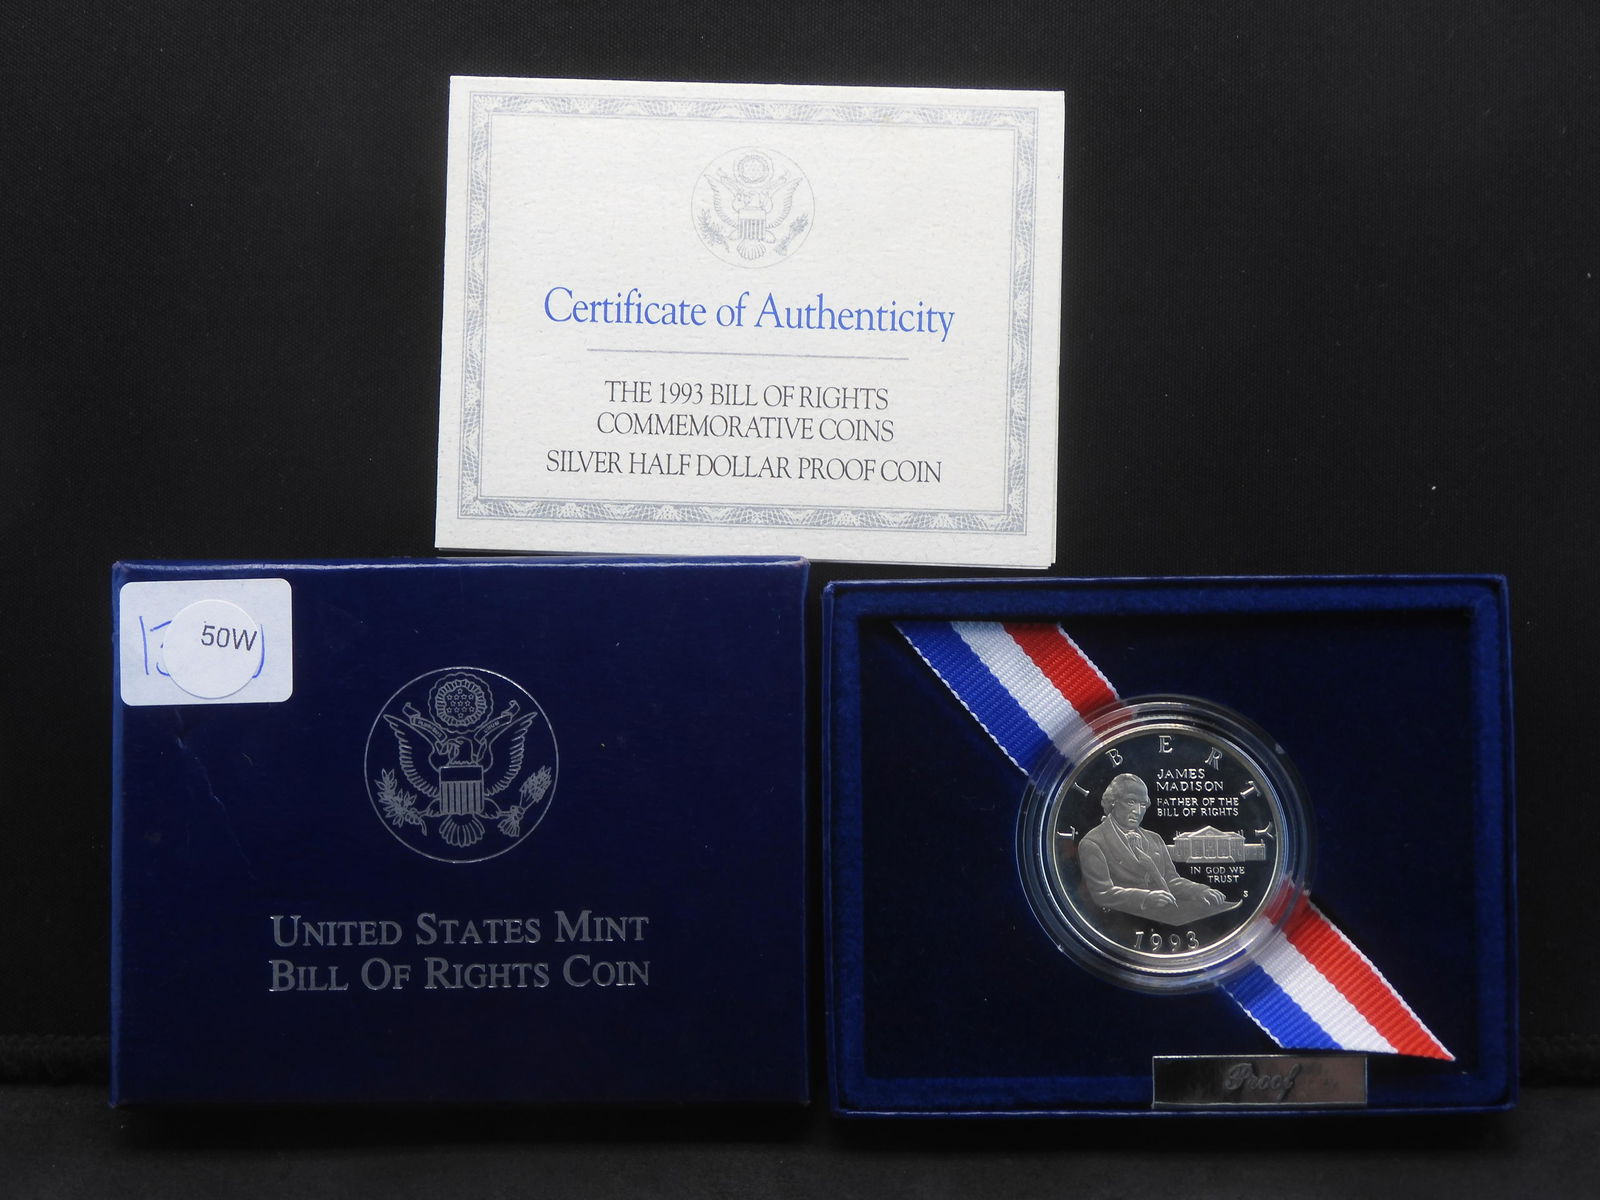 Certificate of Authenticity
THE 1993 BILL OF RIGHTS
COMMEMORATIVE COINS
SILVER HALF DOLLAR PROOF COIN
50W
UNITED STATES MINT
BILL OF RIGHTS COIN
LIBERTY
JAMES
MADISON
FATHER OF THE
BILL OF RIGHTS
IN GOD WE
TRUST
S
1993
Proof